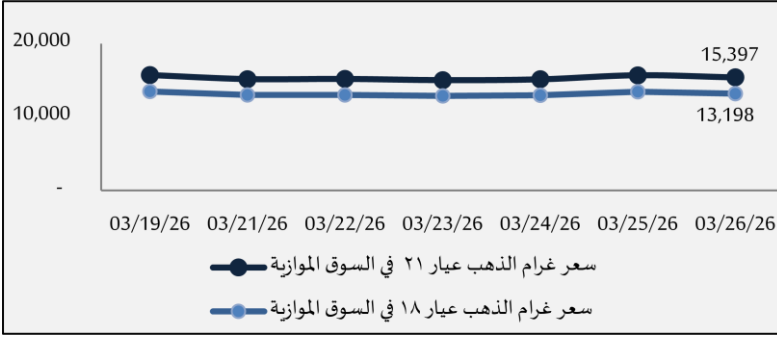 20,000
15,397
10,000
13,198
-
03/19/26 03/21/26 03/22/26 03/23/26 03/24/26 03/25/26 03/26/26
سعر غرام الذهب عيار ٢١ في السوق الموازية
سعر غرام الذهب عيار ١٨ في السوق الموازية